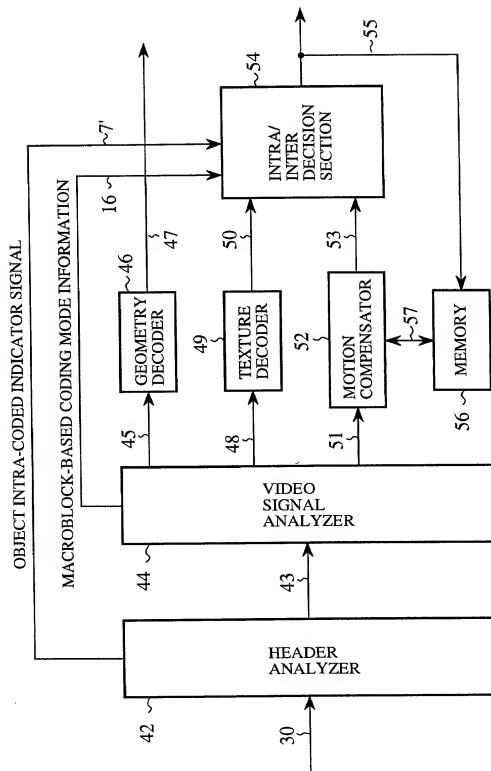 OBJECT INTRA-CODED INDICATOR SIGNAL
MACROBLOCK-BASED CODING MODE INFORMATION
30
42
HEADER
ANALYZER
43
44
VIDEO
SIGNAL
ANALYZER
45
46
GEOMETRY
DECODER
47
16
7'
48
49
TEXTURE
DECODER
50
51
52
MOTION
COMPENSATOR
53
54
INTRA/
INTER
DECISION
SECTION
55
57
MEMORY
56